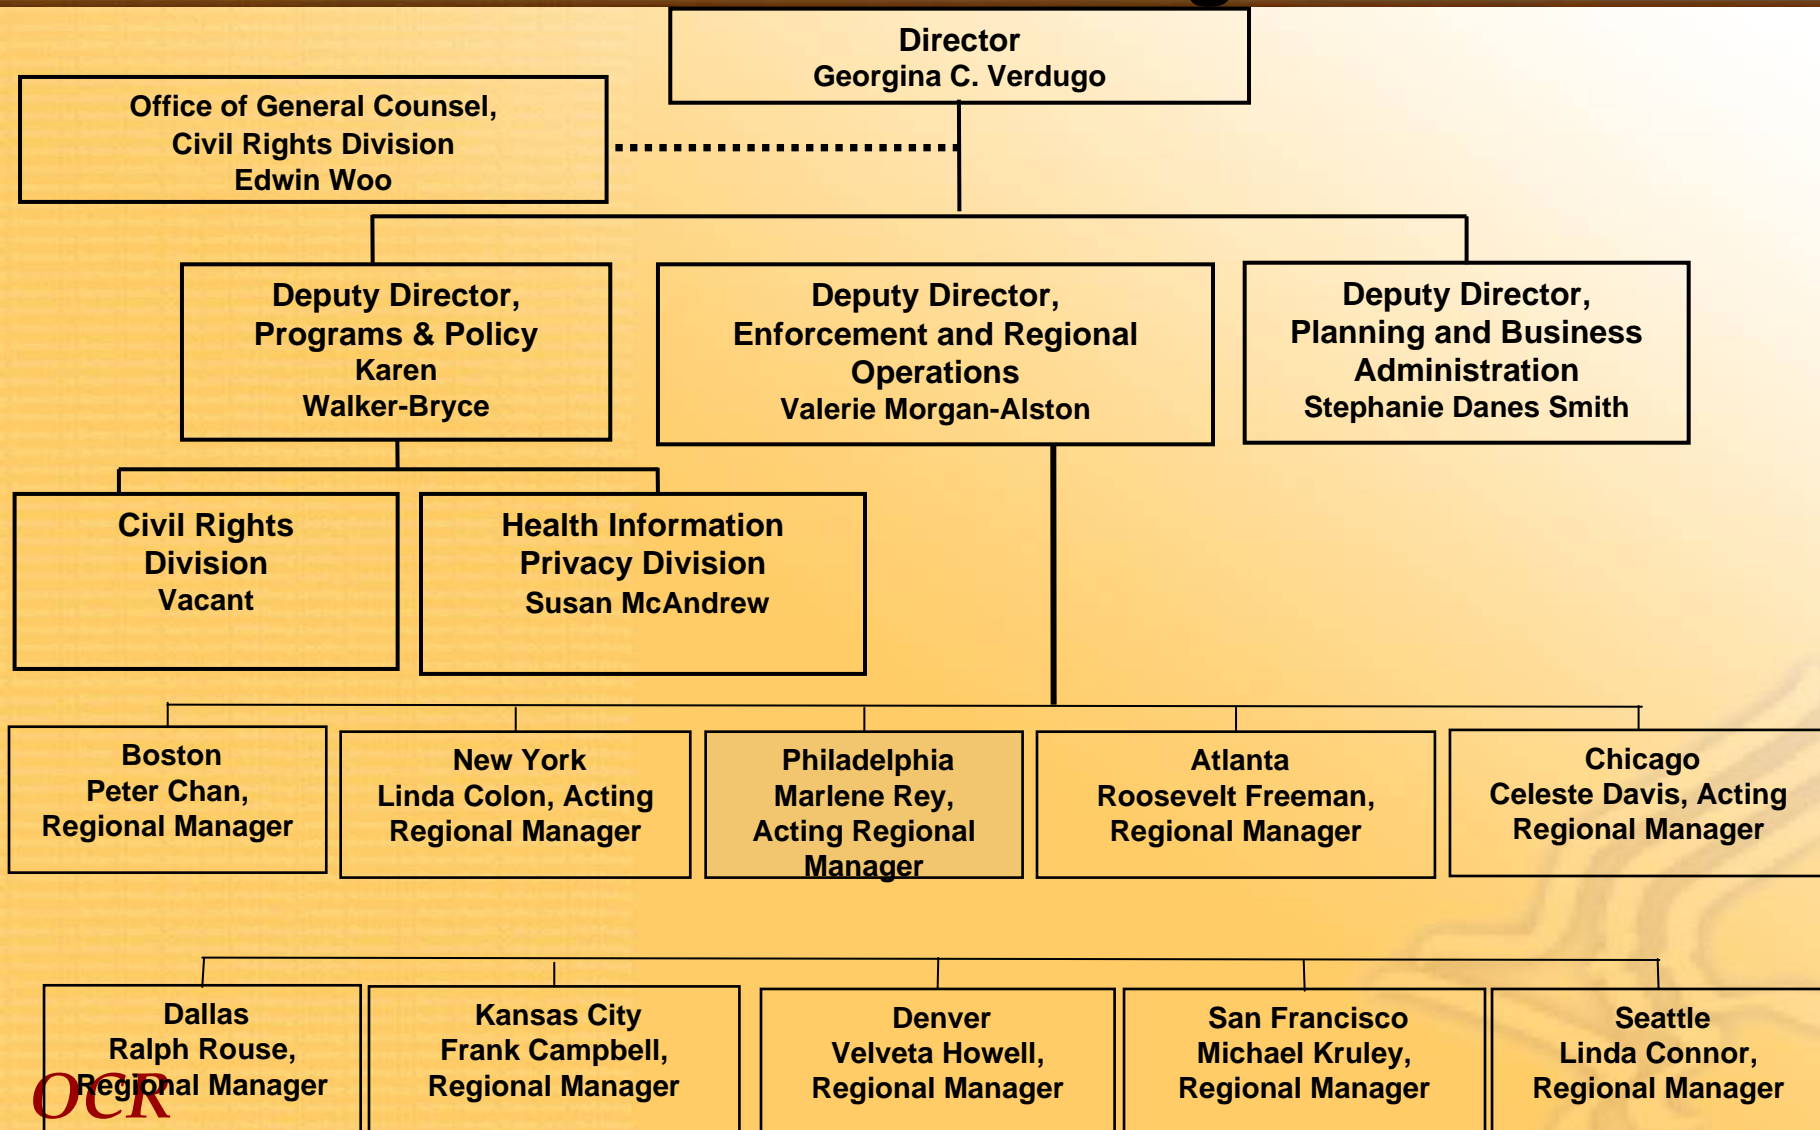 Director
Georgina C. Verdugo
Office of General Counsel,
Civil Rights Division
Edwin Woo
Deputy Director,
Programs & Policy
Karen
Walker-Bryce
Deputy Director,
Enforcement and Regional
Operations
Valerie Morgan-Alston
Deputy Director,
Planning and Business
Administration
Stephanie Danes Smith
Civil Rights
Division
Vacant
Health Information
Privacy Division
Susan McAndrew
Boston
Peter Chan,
Regional Manager
New York
Linda Colon, Acting
Regional Manager
Philadelphia
Marlene Rey,
Acting Regional
Manager
Atlanta
Roosevelt Freeman,
Regional Manager
Chicago
Celeste Davis, Acting
Regional Manager
Dallas
Ralph Rouse,
Regional Manager
Kansas City
Frank Campbell,
Regional Manager
Denver
Velveta Howell,
Regional Manager
San Francisco
Michael Kruley,
Regional Manager
Seattle
Linda Connor,
Regional Manager
OCR